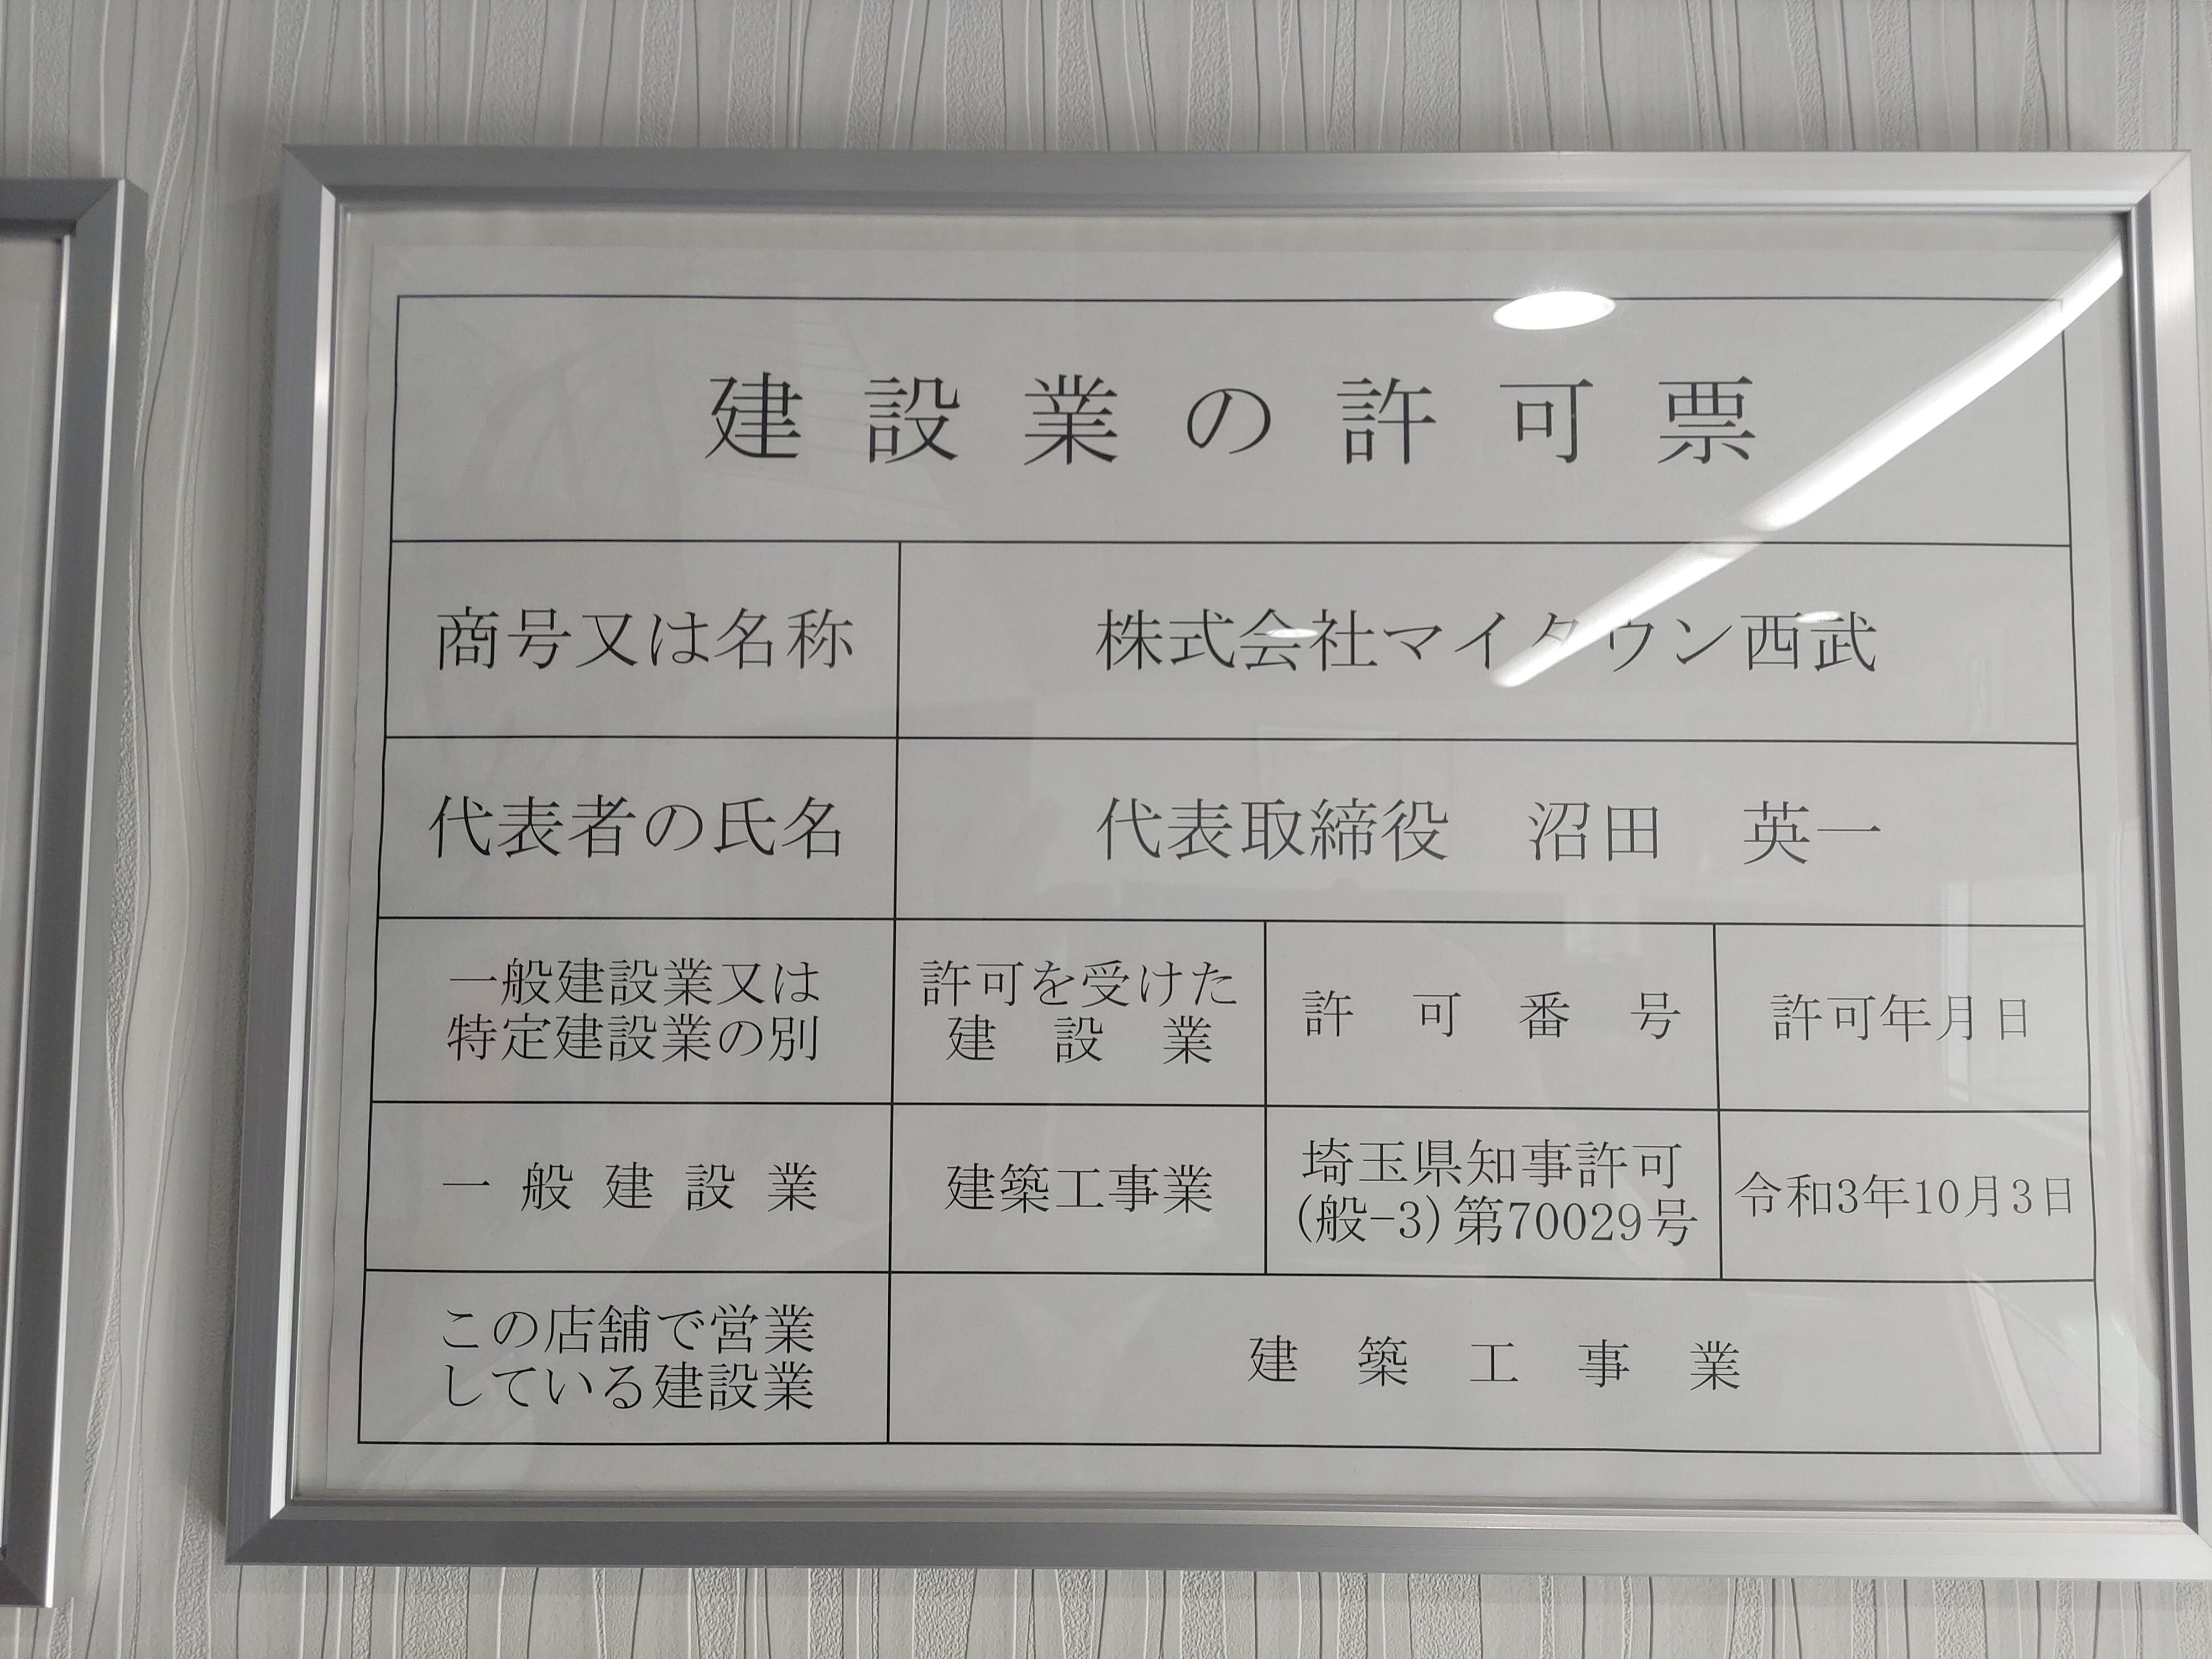 建設業の許可票
商号又は名称
株式会社マイタウン西武
代表者の氏名
代表取締役 沼田 英一
一般建設業又は
特定建設業の別
許可を受けた
建設業
許可番号
許可年月日
一般建設業
建築工事業
埼玉県知事許可
(般-3)第70029号
令和3年10月3日
この店舗で営業
している建設業
建築工事業